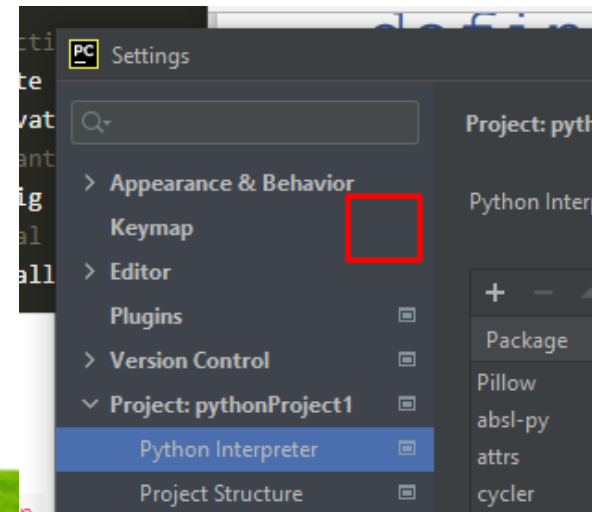 PC Settings
Appearance & Behavior
Keymap
Editor
Plugins
Version Control
Project: pythonProject1
Python Interpreter
Project Structure
Project: pyth
Python Inter
Package
Pillow
absl-py
attrs
cycler